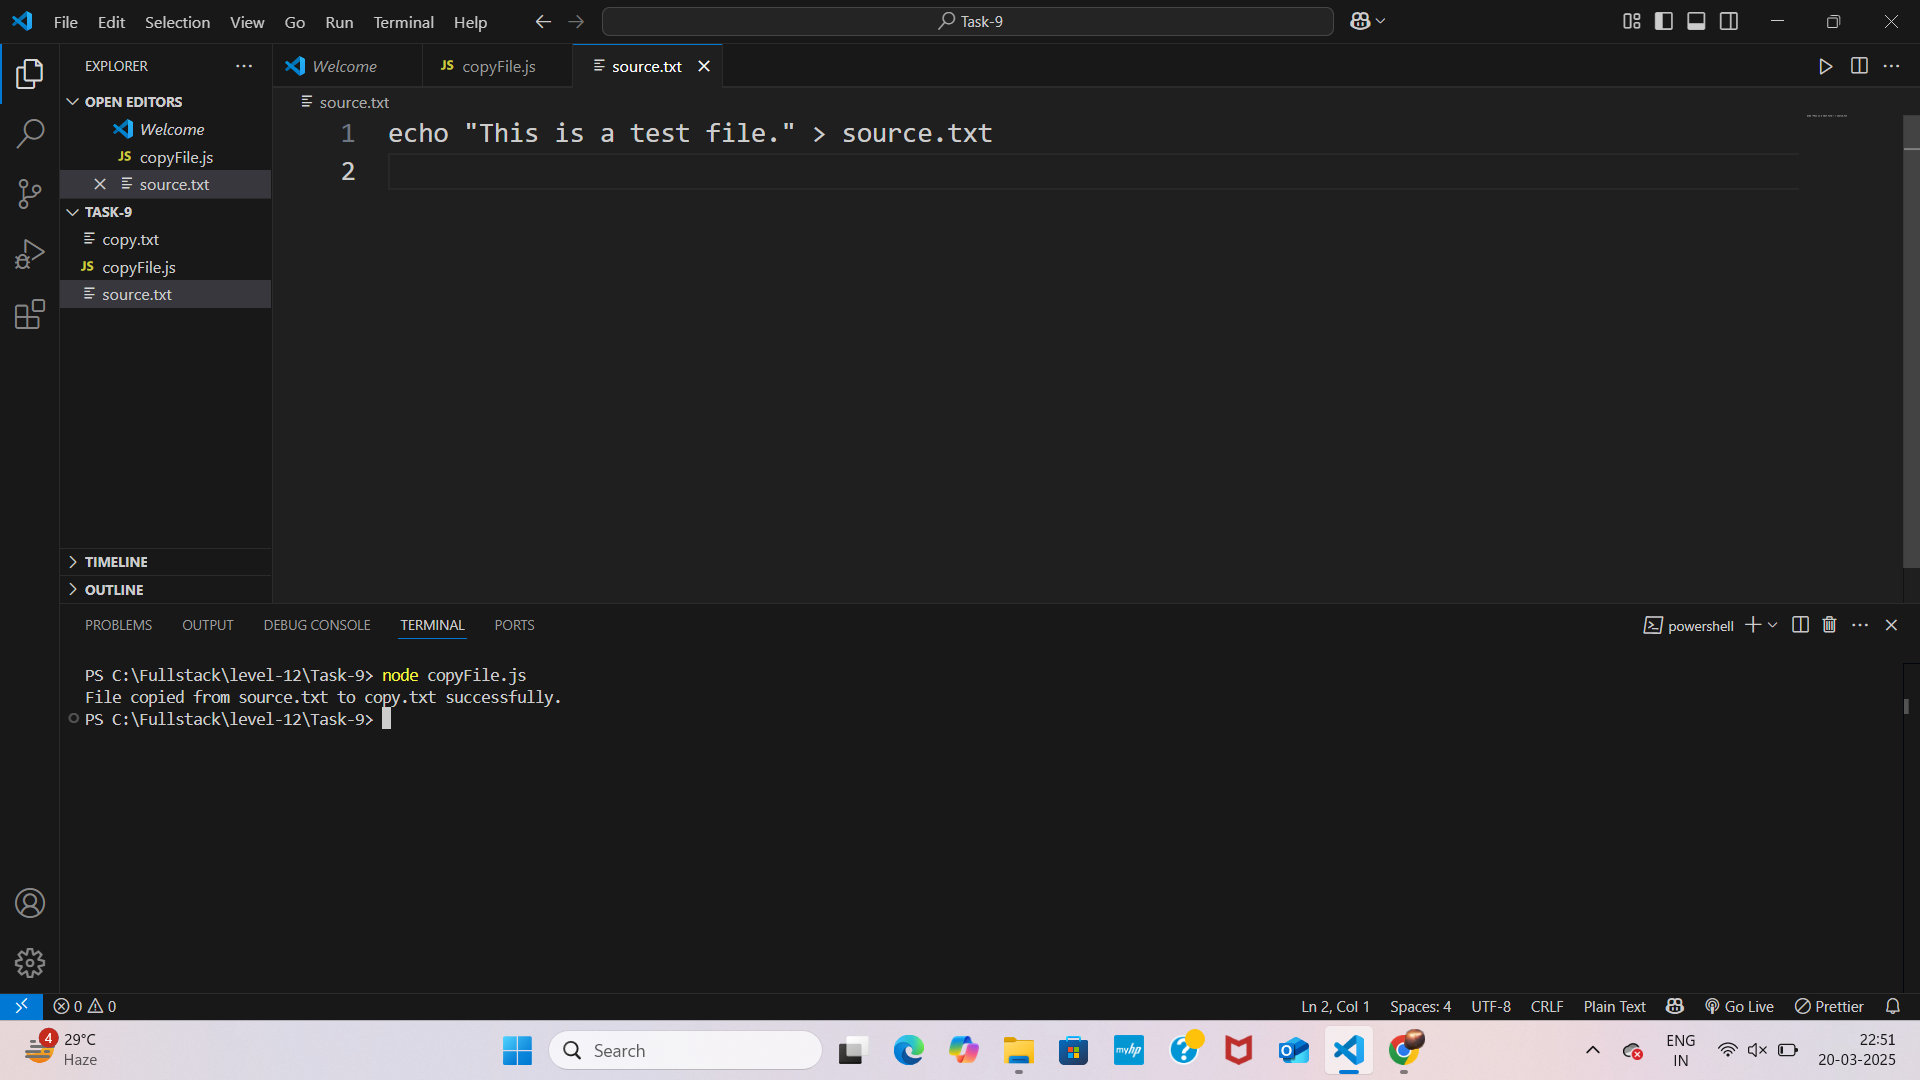 File Edit Selection View Go Run Terminal Help
Task-9
EXPLORER
OPEN EDITORS
Welcome
JS copyFile.js
source.txt
TASK-9
copy.txt
JS copyFile.js
source.txt
TIMELINE
OUTLINE
Welcome JS copyFile.js source.txt
source.txt
1 echo "This is a test file." > source.txt
2
PROBLEMS OUTPUT DEBUG CONSOLE TERMINAL PORTS
powershell
PS C:\Fullstack\level-12\Task-9> node copyFile.js
File copied from source.txt to copy.txt successfully.
PS C:\Fullstack\level-12\Task-9>
0 0 Ln 2, Col 1 Spaces: 4 UTF-8 CRLF Plain Text Go Live Prettier
4
29°C
Haze
Search
myhp
ENG
IN
22:51
20-03-2025